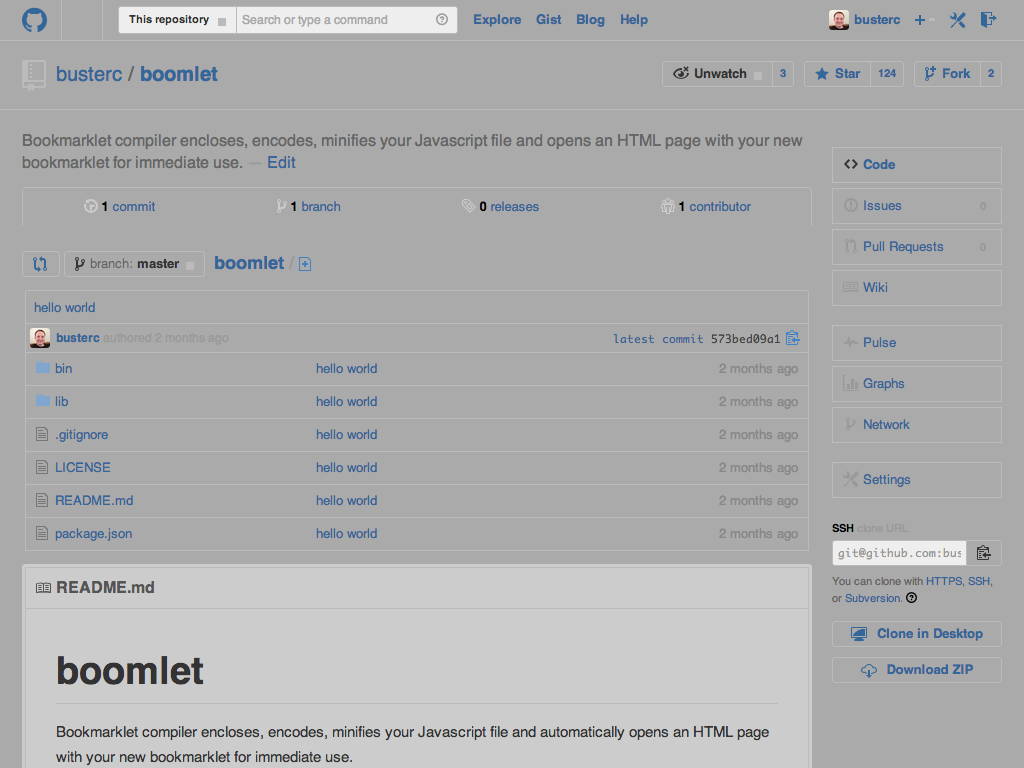 This repository Search or type a command Explore Gist Blog Help busterc
busterc / boomlet Unwatch 3 Star 124 Fork 2
Bookmarklet compiler encloses, encodes, minifies your Javascript file and opens an HTML page with your new
bookmarklet for immediate use. — Edit
1 commit 1 branch 0 releases 1 contributor
branch: master boomlet /
hello world
busterc authored 2 months ago latest commit 573bed09a1
bin hello world 2 months ago
lib hello world 2 months ago
.gitignore hello world 2 months ago
LICENSE hello world 2 months ago
README.md hello world 2 months ago
package.json hello world 2 months ago
README.md
boomlet
Bookmarklet compiler encloses, encodes, minifies your Javascript file and automatically opens an HTML page
with your new bookmarklet for immediate use.
Code
Issues 0
Pull Requests 0
Wiki
Pulse
Graphs
Network
Settings
SSH clone URL
git@github.com:bus
You can clone with HTTPS, SSH,
or Subversion.
Clone in Desktop
Download ZIP